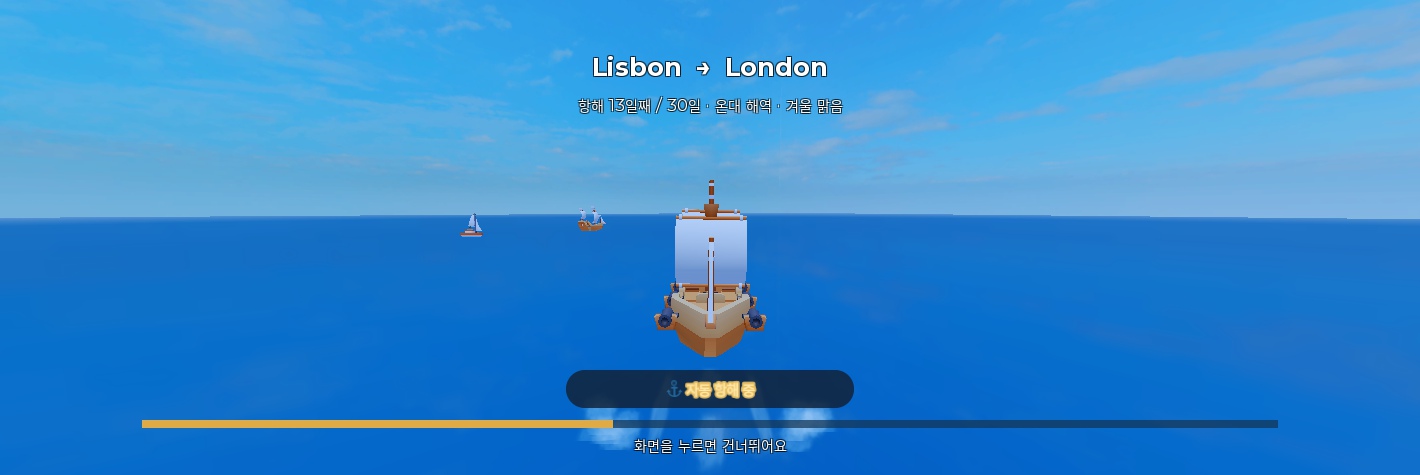 Lisbon → London
항해 13일째 / 30일 · 온대 해역 · 겨울 맑음
⚓ 자동 항해 중
화면을 누르면 건너뛰어요